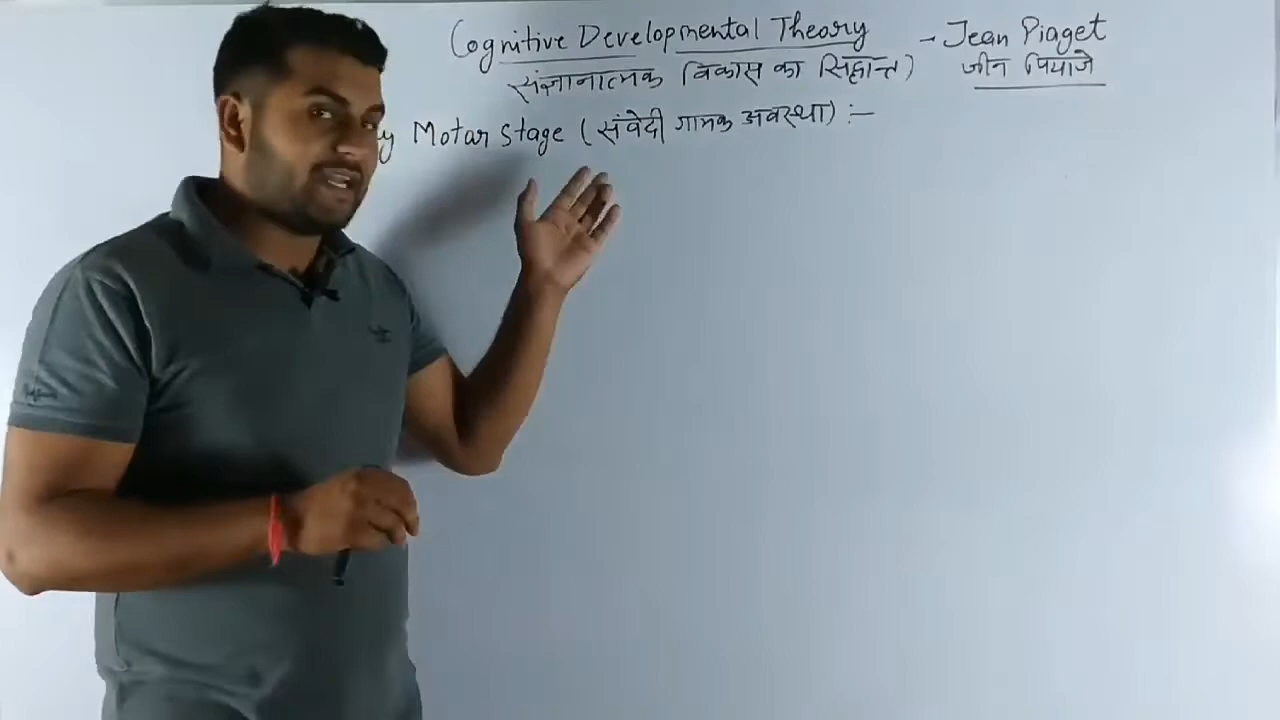 Cognitive Developmental Theory - Jean Piaget
संज्ञानात्मक विकास का सिद्धान्त) जीन पियाजे
y Motar Stage (संवेदी गामक अवस्था) :-